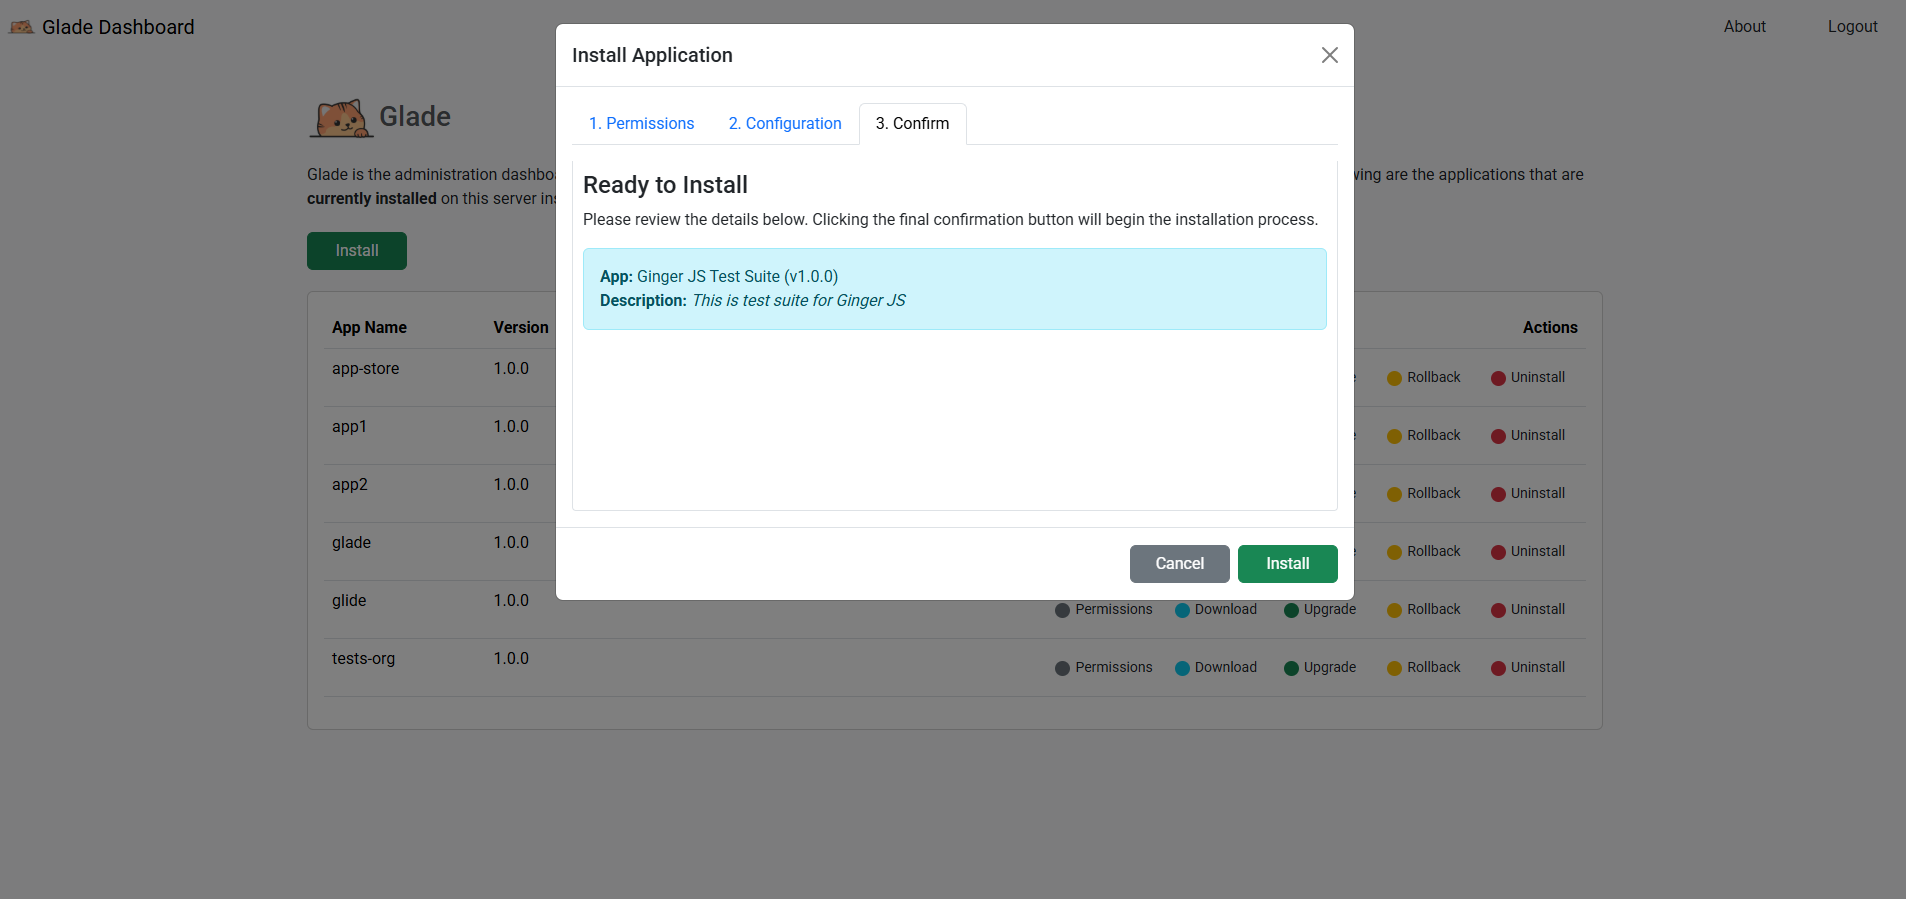 Glade Dashboard
About
Logout
Install Application
1. Permissions
2. Configuration
3. Confirm
Ready to Install
Please review the details below. Clicking the final confirmation button will begin the installation process.
App: Ginger JS Test Suite (v1.0.0)
Description: This is test suite for Ginger JS
Cancel
Install
Glade
Glade is the administration
are the applications that are
currently installed on this server
Install
App Name Version Actions
app-store 1.0.0 Rollback Uninstall
app1 1.0.0 Rollback Uninstall
app2 1.0.0 Rollback Uninstall
glade 1.0.0 Rollback Uninstall
glide 1.0.0 Permissions Download Upgrade Rollback Uninstall
tests-org 1.0.0 Permissions Download Upgrade Rollback Uninstall